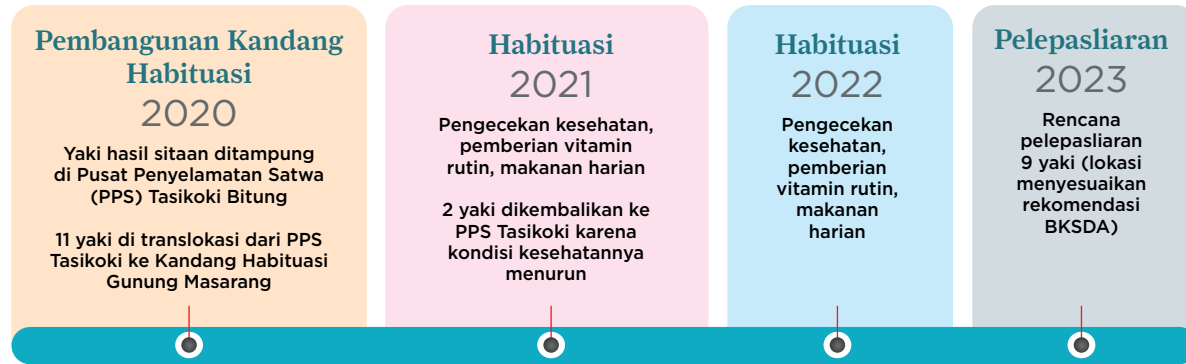 Pembangunan Kandang
Habituasi
2020
Yaki hasil sitaan ditampung
di Pusat Penyelamatan Satwa
(PPS) Tasikoki Bitung
11 yaki di translokasi dari PPS
Tasikoki ke Kandang Habituasi
Gunung Masarang
Habituasi
2021
Pengecekan kesehatan,
pemberian vitamin
rutin, makanan harian
2 yaki dikembalikan ke
PPS Tasikoki karena
kondisi kesehatannya
menurun
Habituasi
2022
Pengecekan
kesehatan,
pemberian
vitamin rutin,
makanan
harian
Pelepasliaran
2023
Rencana
pelepasliaran
9 yaki (lokasi
menyesuaikan
rekomendasi
BKSDA)